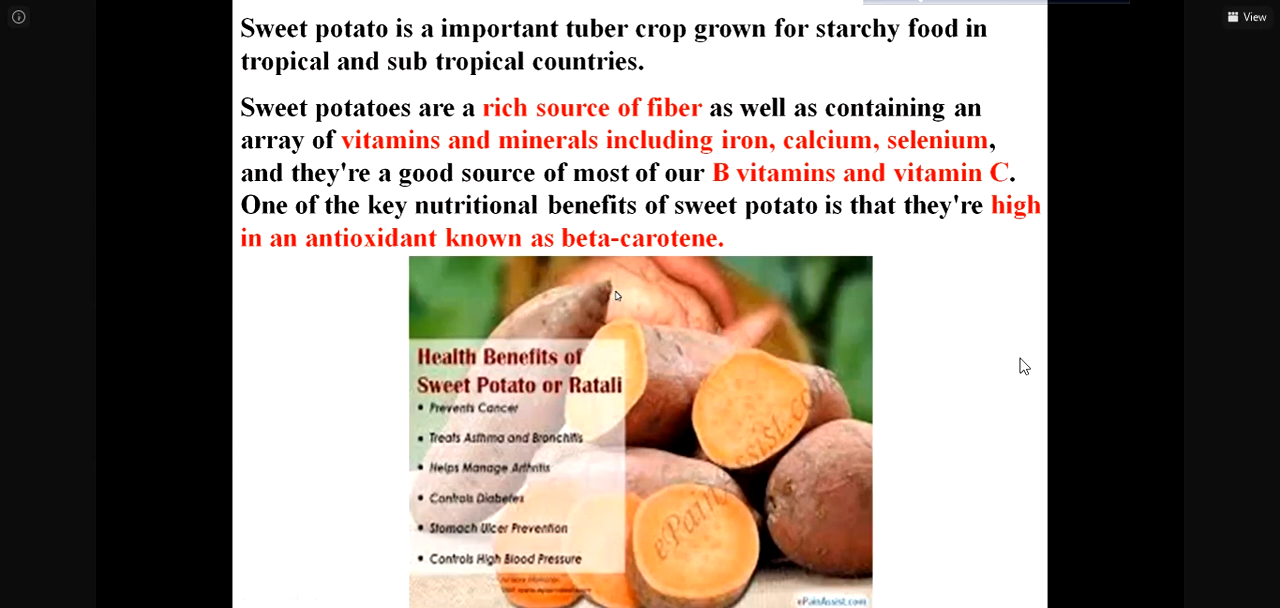 View
Sweet potato is a important tuber crop grown for starchy food in
tropical and sub tropical countries.
Sweet potatoes are a rich source of fiber as well as containing an
array of vitamins and minerals including iron, calcium, selenium,
and they're a good source of most of our B vitamins and vitamin C.
One of the key nutritional benefits of sweet potato is that they're high
in an antioxidant known as beta-carotene.
Health Benefits of
Sweet Potato or Ratali
• Prevents Cancer
• Treats Asthma and Bronchitis
• Helps Manage Arthritis
• Controls Diabetes
• Stomach Ulcer Prevention
• Controls High Blood Pressure
ePainAssist.com